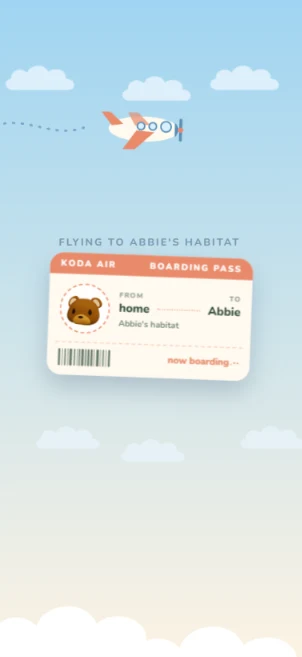 FLYING TO ABBIE'S HABITAT
KODA AIR BOARDING PASS
FROM TO
home Abbie
Abbie's habitat
now boarding...